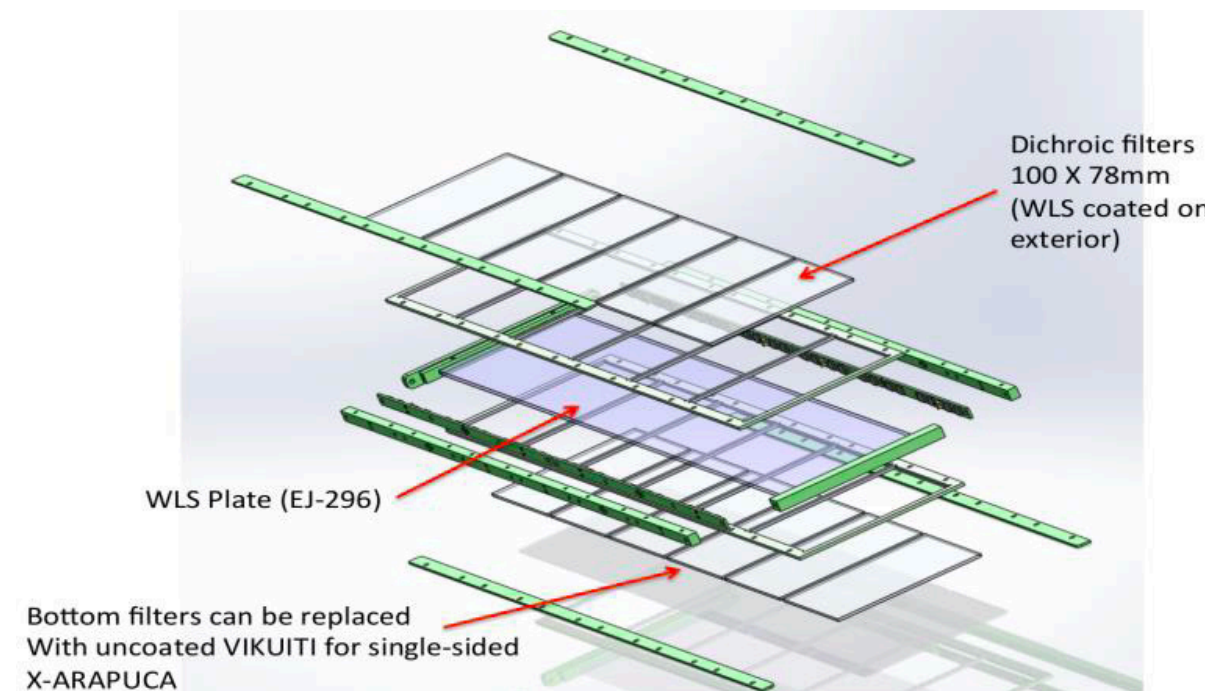 Dichroic filters
100 X 78mm
(WLS coated on
exterior)
WLS Plate (EJ-296)
Bottom filters can be replaced
With uncoated VIKUITI for single-sided
X-ARAPUCA